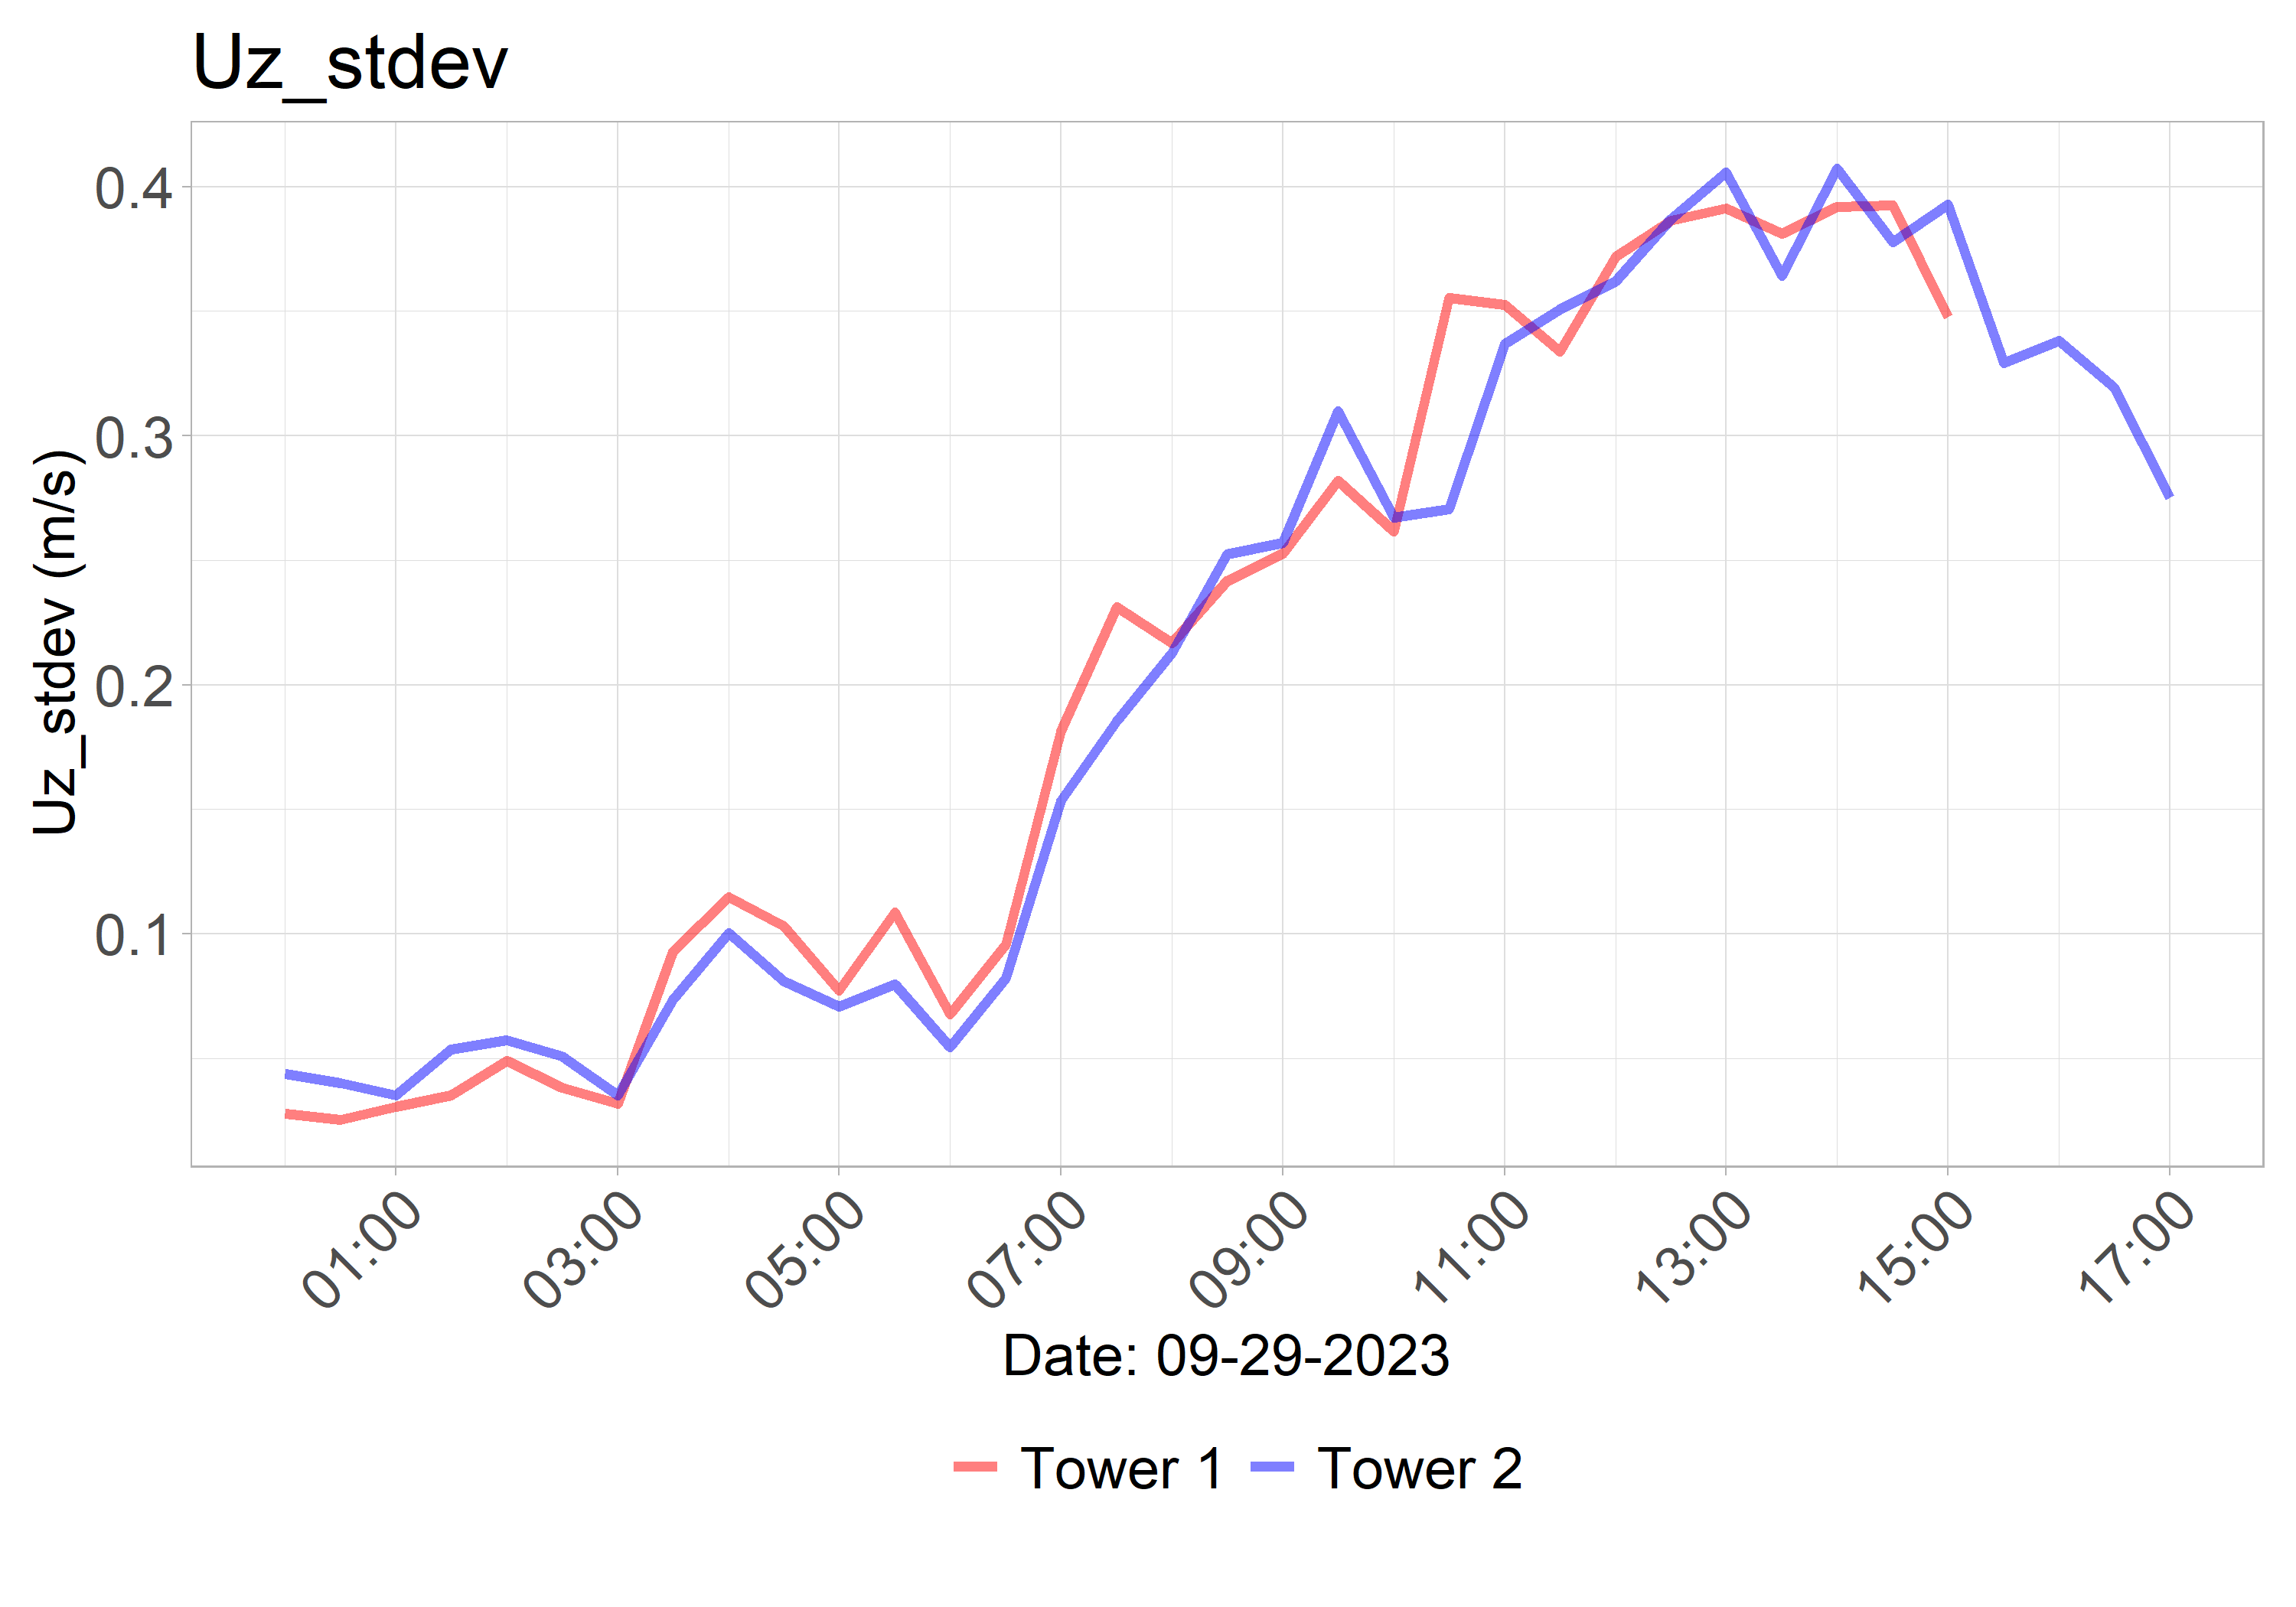 Uz_stdev
Uz_stdev (m/s)
0.4
0.3
0.2
0.1
01:00 03:00 05:00 07:00 09:00 11:00 13:00 15:00 17:00
Date: 09-29-2023
Tower 1 Tower 2